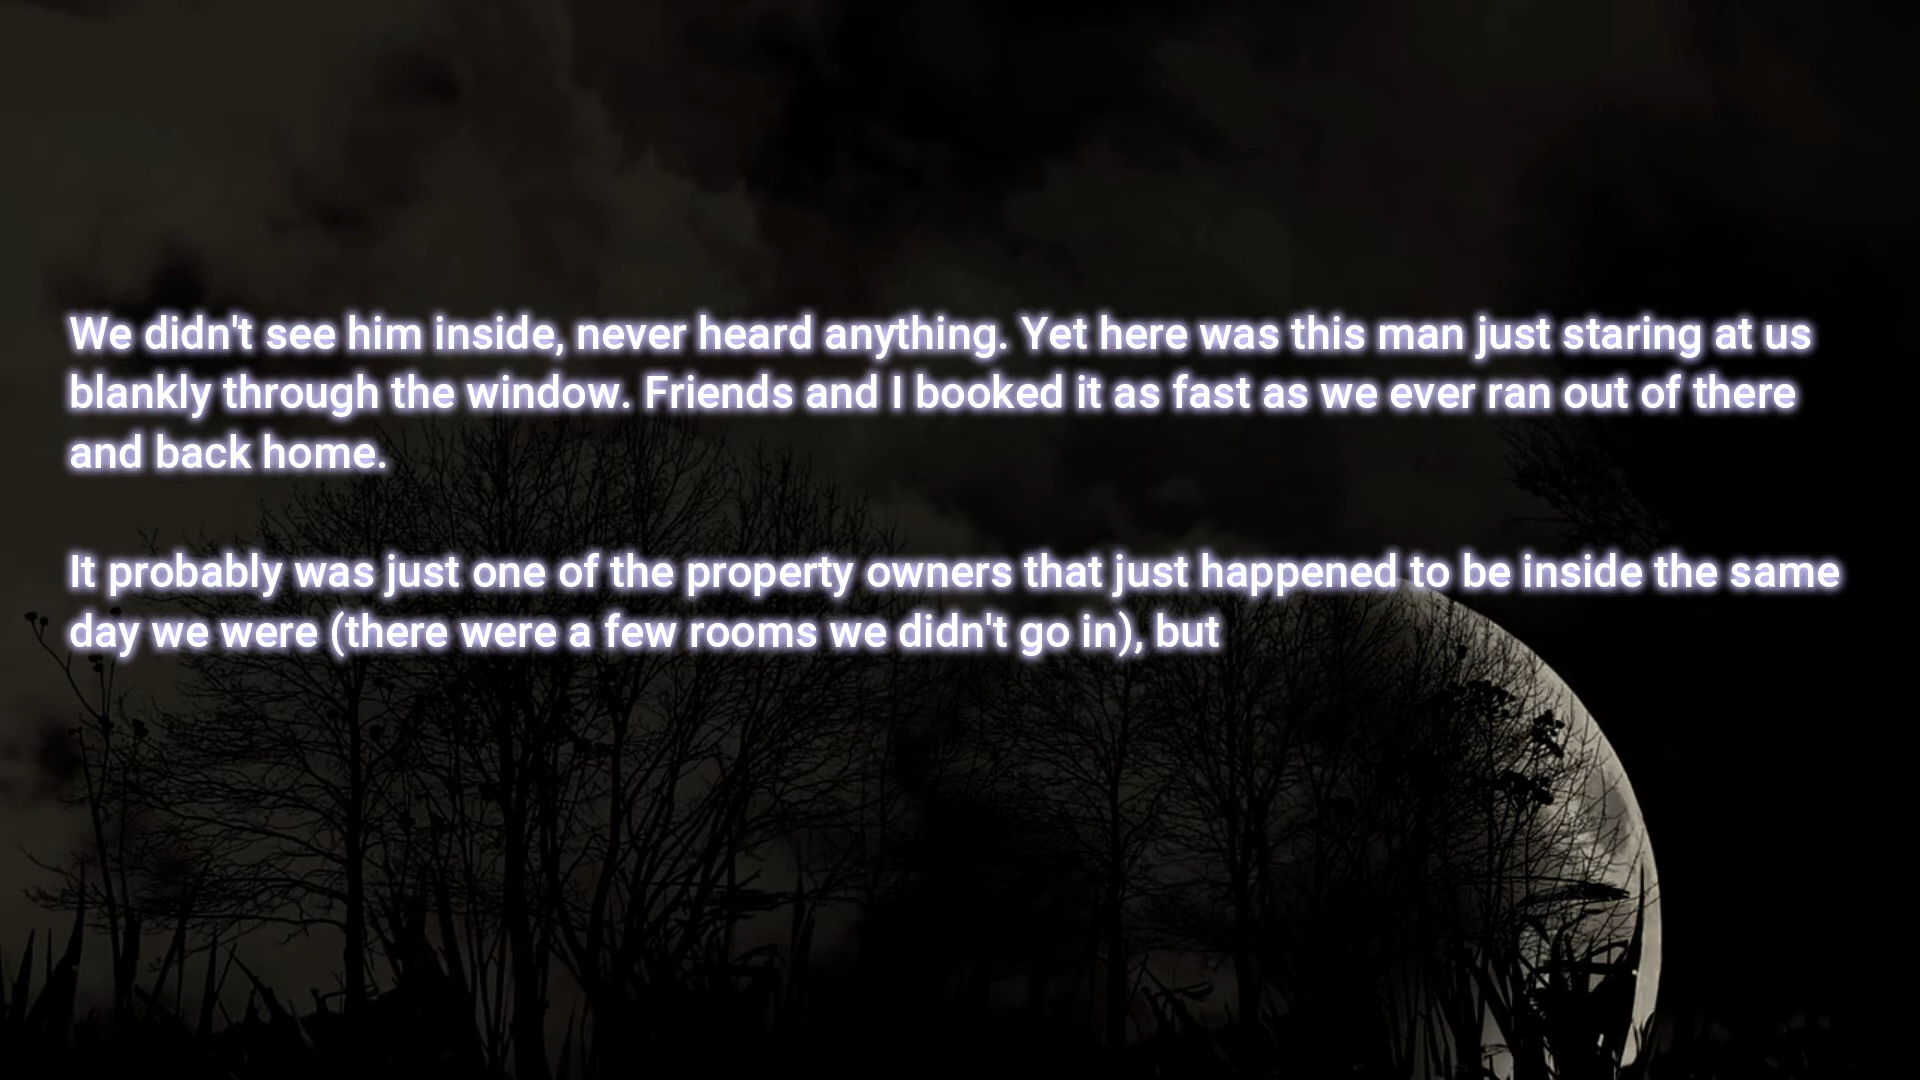 We didn't see him inside, never heard anything. Yet here was this man just staring at us
blankly through the window. Friends and I booked it as fast as we ever ran out of there
and back home.
It probably was just one of the property owners that just happened to be inside the same
day we were (there were a few rooms we didn't go in), but